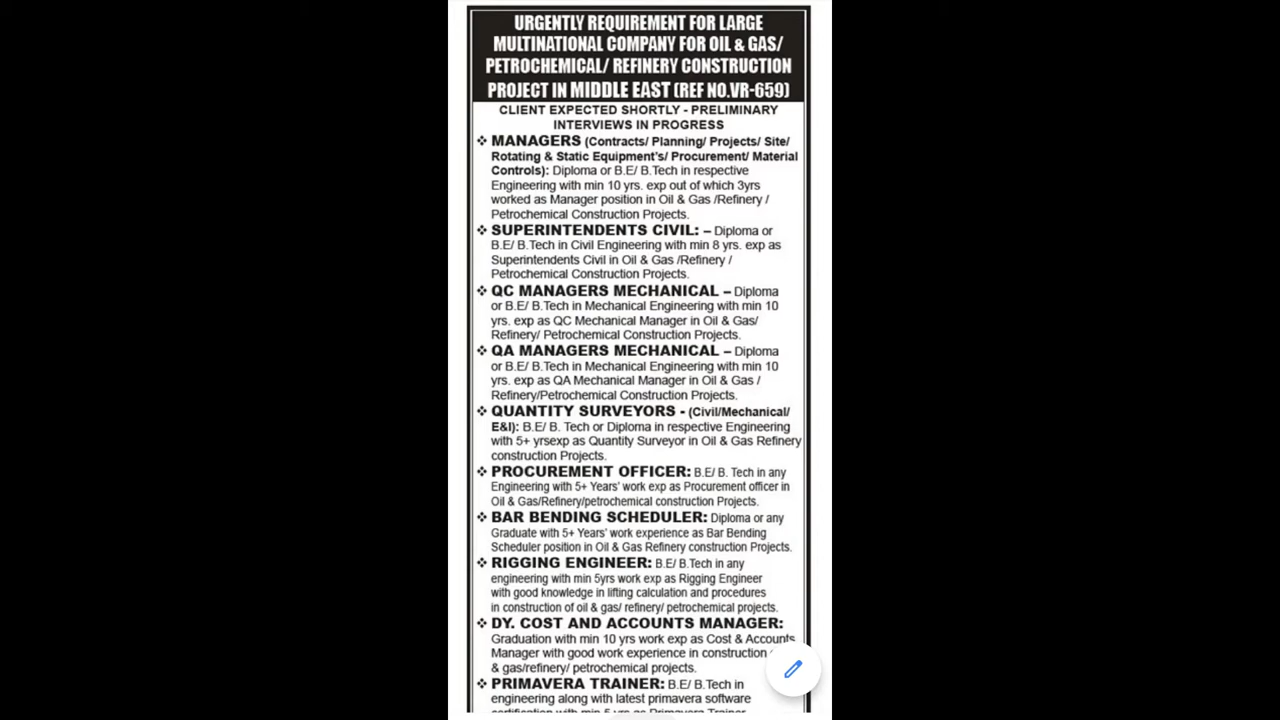 URGENTLY REQUIREMENT FOR LARGE
MULTINATIONAL COMPANY FOR OIL & GAS/
PETROCHEMICAL/ REFINERY CONSTRUCTION
PROJECT IN MIDDLE EAST (REF NO.VR-659)
CLIENT EXPECTED SHORTLY - PRELIMINARY
INTERVIEWS IN PROGRESS
❖ MANAGERS (Contracts/ Planning/ Projects/ Site/
Rotating & Static Equipment's/ Procurement/ Material
Controls): Diploma or B.E/ B.Tech in respective
Engineering with min 10 yrs. exp out of which 3yrs
worked as Manager position in Oil & Gas /Refinery /
Petrochemical Construction Projects.
❖ SUPERINTENDENTS CIVIL: – Diploma or
B.E/ B.Tech in Civil Engineering with min 8 yrs. exp as
Superintendents Civil in Oil & Gas /Refinery /
Petrochemical Construction Projects.
❖ QC MANAGERS MECHANICAL – Diploma
or B.E/ B.Tech in Mechanical Engineering with min 10
yrs. exp as QC Mechanical Manager in Oil & Gas/
Refinery/ Petrochemical Construction Projects.
❖ QA MANAGERS MECHANICAL – Diploma
or B.E/ B.Tech in Mechanical Engineering with min 10
yrs. exp as QA Mechanical Manager in Oil & Gas /
Refinery/Petrochemical Construction Projects.
❖ QUANTITY SURVEYORS - (Civil/Mechanical/
E&I): B.E/ B. Tech or Diploma in respective Engineering
with 5+ yrsexp as Quantity Surveyor in Oil & Gas Refinery
construction Projects.
❖ PROCUREMENT OFFICER: B.E/ B. Tech in any
Engineering with 5+ Years' work exp as Procurement officer in
Oil & Gas/Refinery/petrochemical construction Projects.
❖ BAR BENDING SCHEDULER: Diploma or any
Graduate with 5+ Years' work experience as Bar Bending
Scheduler position in Oil & Gas Refinery construction Projects.
❖ RIGGING ENGINEER: B.E/ B.Tech in any
engineering with min 5yrs work exp as Rigging Engineer
with good knowledge in lifting calculation and procedures
in construction of oil & gas/ refinery/ petrochemical projects.
❖ DY. COST AND ACCOUNTS MANAGER:
Graduation with min 10 yrs work exp as Cost & Accounts
Manager with good work experience in construction
& gas/refinery/ petrochemical projects.
❖ PRIMAVERA TRAINER: B.E/ B.Tech in
engineering along with latest primavera software
certification with min 5 yrs as Primavera Trainer